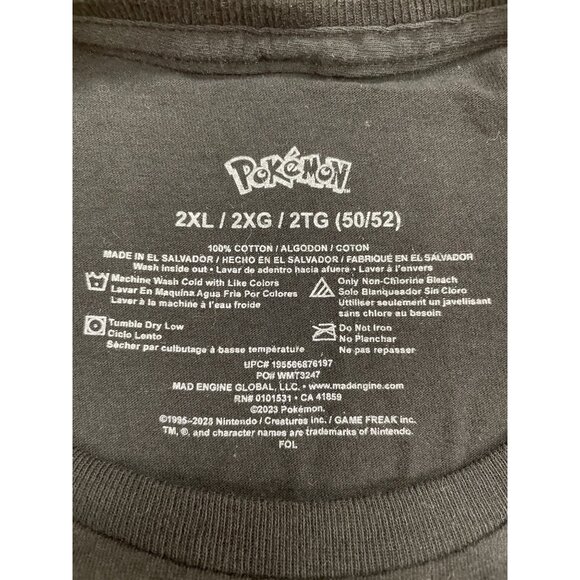 POKéMON
2XL / 2XG / 2TG (50/52)
100% COTTON / ALGODON / COTON
MADE IN EL SALVADOR / HECHO EN EL SALVADOR / FABRIQUÉ EN EL SALVADOR
Wash inside out • Lavar de adentro hacia afuera • Laver à l'envers
Machine Wash Cold with Like Colors
Lavar En Maquina Agua Fria Por Colores
Laver à la machine à l'eau froide
Only Non-Chlorine Bleach
Solo Blanqueador Sin Cloro
Utiliser seulement un javellisant
sans chlore au besoin
Tumble Dry Low
Ciclo Lento
Sécher par culbutage à basse température
Do Not Iron
No Planchar
Ne pas repasser
UPC# 195566876197
PO# WMT3247
MAD ENGINE GLOBAL, LLC. • www.madengine.com
RN# 0101531 • CA 41859
©2023 Pokémon.
©1995-2023 Nintendo / Creatures inc. / GAME FREAK inc.
TM, ®, and character names are trademarks of Nintendo.
FOL